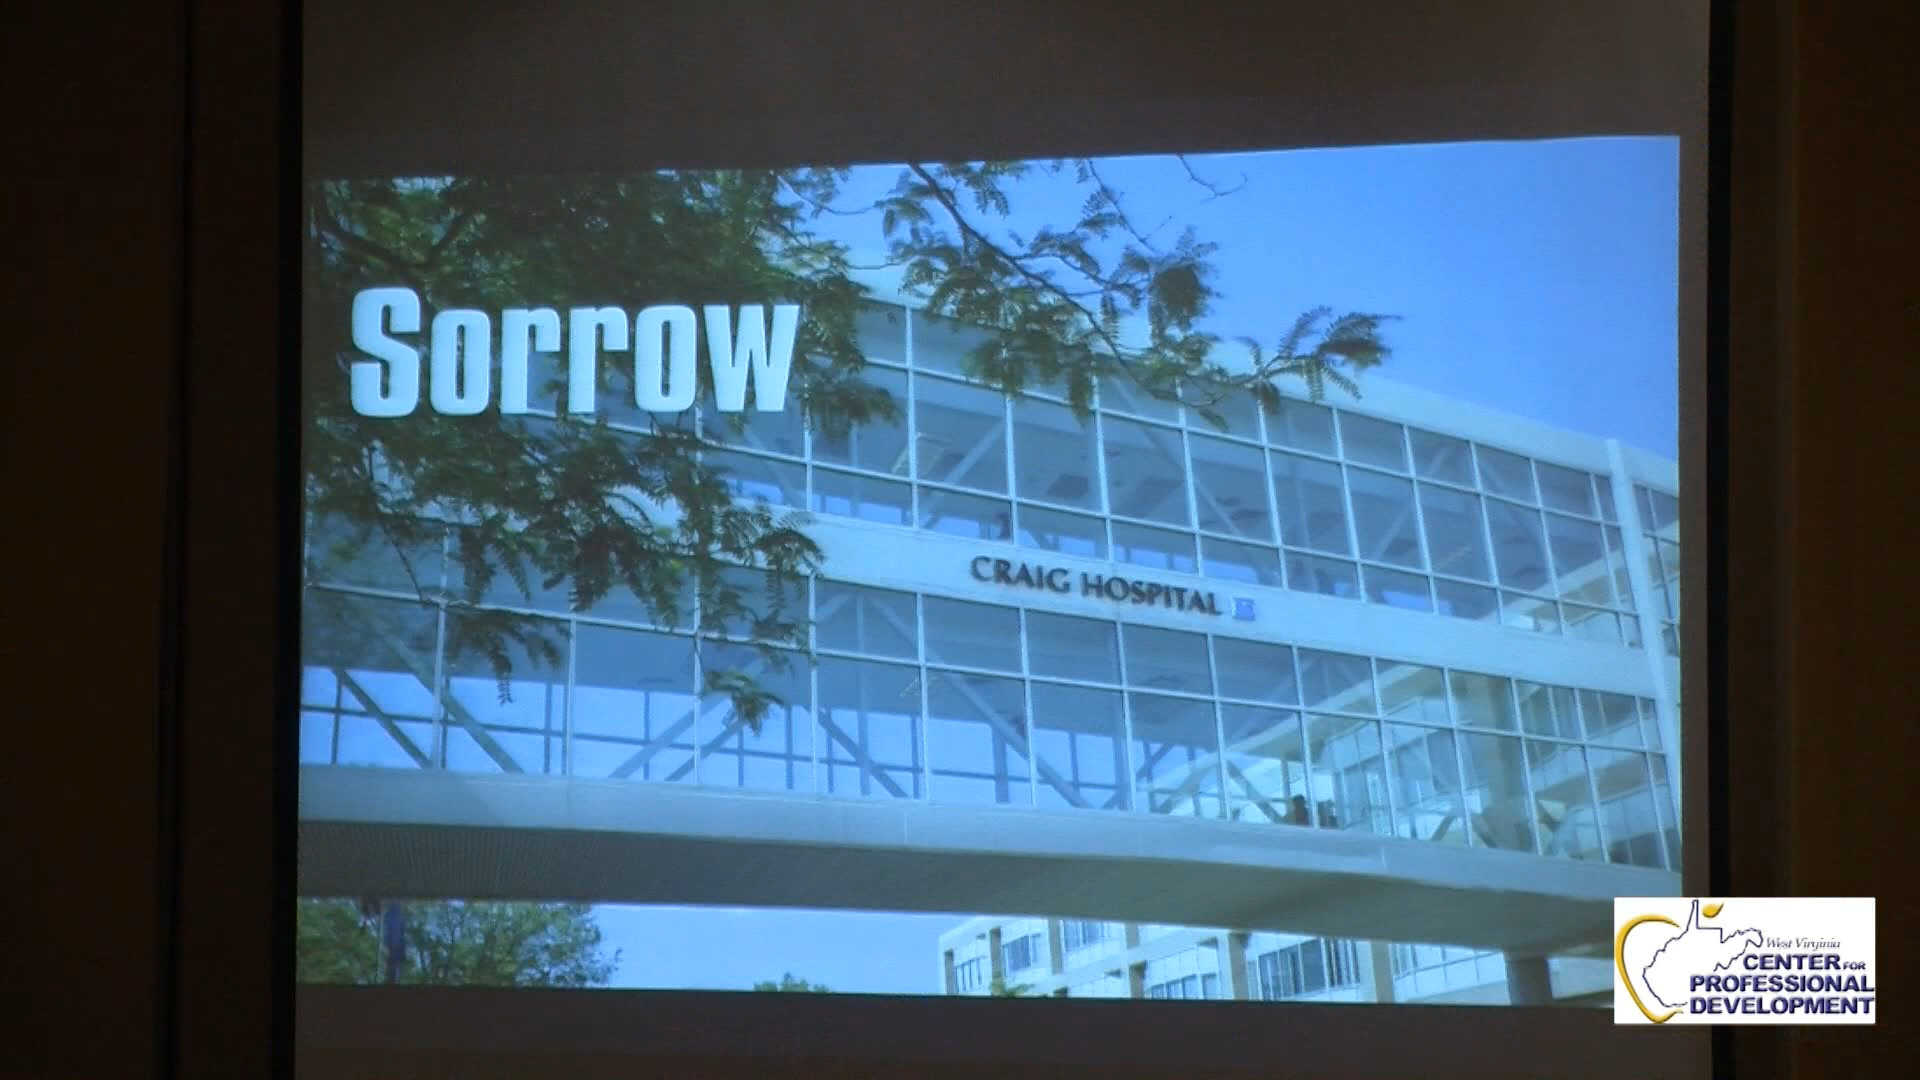 Sorrow
CRAIG HOSPITAL
West Virginia
CENTER FOR
PROFESSIONAL
DEVELOPMENT